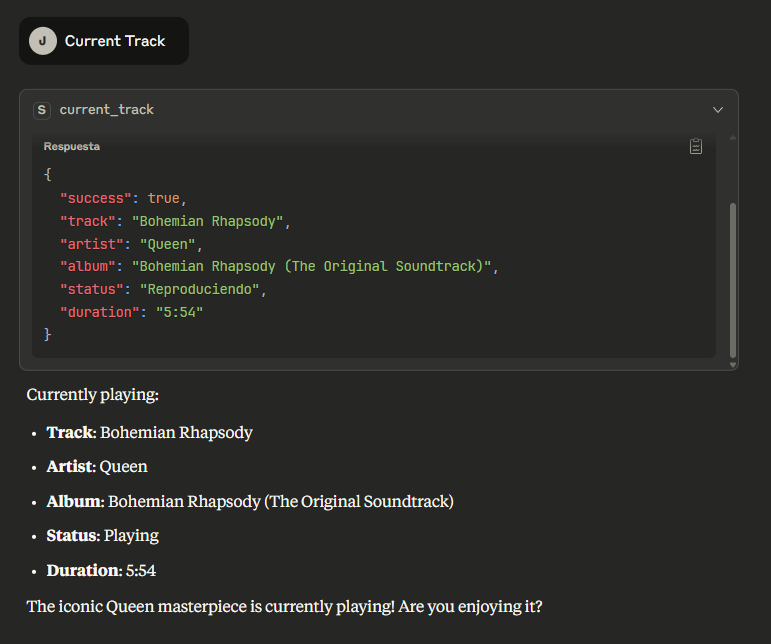 J Current Track
S current_track
Respuesta
{
"success": true,
"track": "Bohemian Rhapsody",
"artist": "Queen",
"album": "Bohemian Rhapsody (The Original Soundtrack)",
"status": "Reproduciendo",
"duration": "5:54"
}
Currently playing:
• Track: Bohemian Rhapsody
• Artist: Queen
• Album: Bohemian Rhapsody (The Original Soundtrack)
• Status: Playing
• Duration: 5:54
The iconic Queen masterpiece is currently playing! Are you enjoying it?